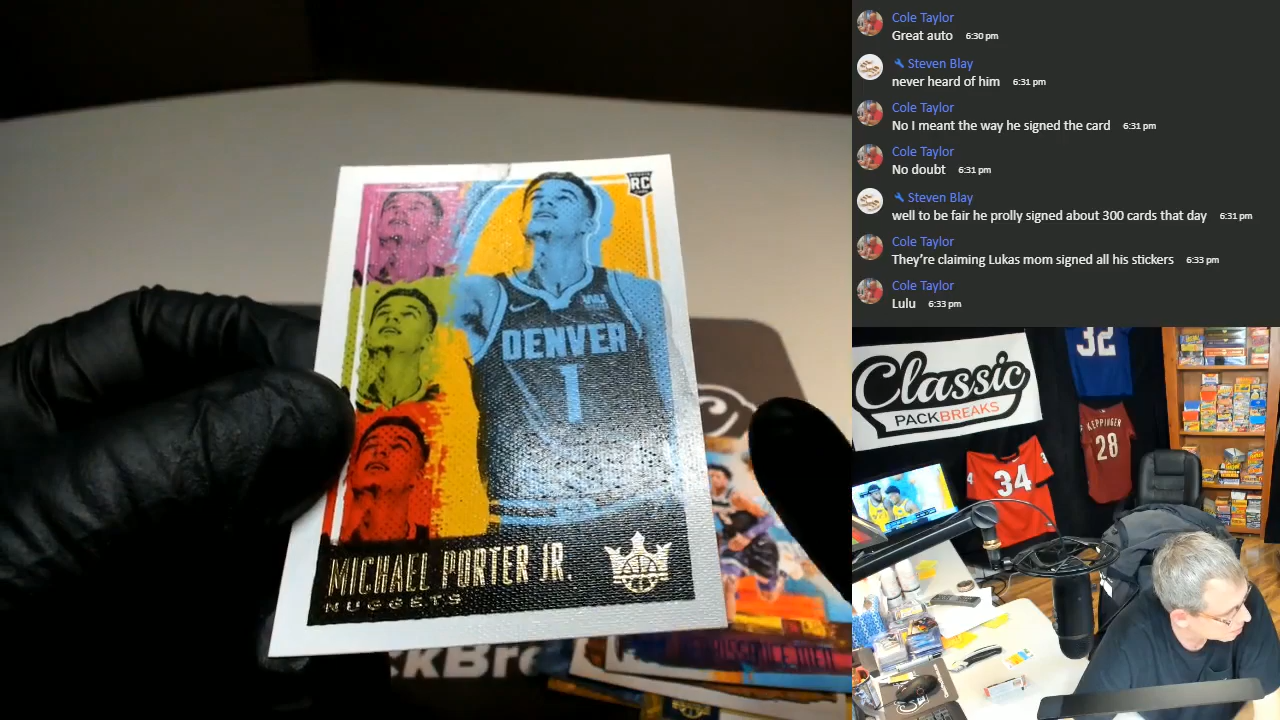 RC
DENVER
1
MICHAEL PORTER JR.
NUGGETS
Cole Taylor
Great auto 6:30 pm
Steven Blay
never heard of him 6:31 pm
Cole Taylor
No I meant the way he signed the card 6:31 pm
Cole Taylor
No doubt 6:31 pm
Steven Blay
well to be fair he prolly signed about 300 cards that day 6:31 pm
Cole Taylor
They're claiming Lukas mom signed all his stickers 6:33 pm
Cole Taylor
Lulu 6:33 pm
Classic
PACKBREAKS
32
KEPPINGER
28
34